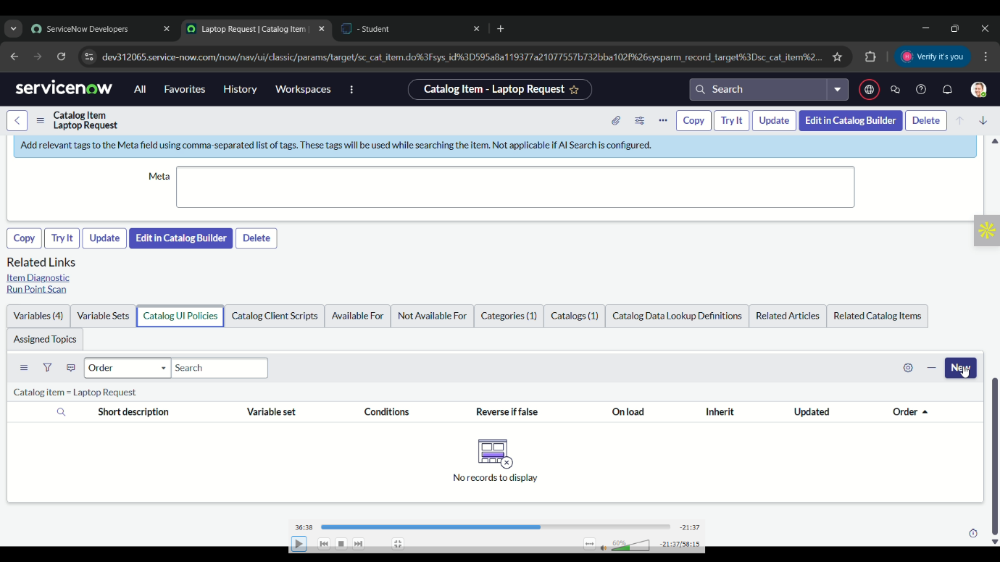 ServiceNow Developers
Laptop Request | Catalog Item |
- Student
dev312065.service-now.com/now/nav/ui/classic/params/target/sc_cat_item.do%3Fsys_id%3D595a8a119377a21077557b732bba102f%26sysparm_record_target%3Dsc_cat_item%2...
H Verify it's you
servicenow All Favorites History Workspaces Catalog Item - Laptop Request Search
Catalog Item
Laptop Request
Copy Try It Update Edit in Catalog Builder Delete
Add relevant tags to the Meta field using comma-separated list of tags. These tags will be used while searching the item. Not applicable if AI Search is configured.
Meta
Copy Try It Update Edit in Catalog Builder Delete
Related Links
Item Diagnostic
Run Point Scan
Variables (4) Variable Sets Catalog UI Policies Catalog Client Scripts Available For Not Available For Categories (1) Catalogs (1) Catalog Data Lookup Definitions Related Articles Related Catalog Items
Assigned Topics
Order Search New
Catalog item = Laptop Request
Short description Variable set Conditions Reverse if false On load Inherit Updated Order
No records to display
36:38 -21:37
60% -21:37/58:15